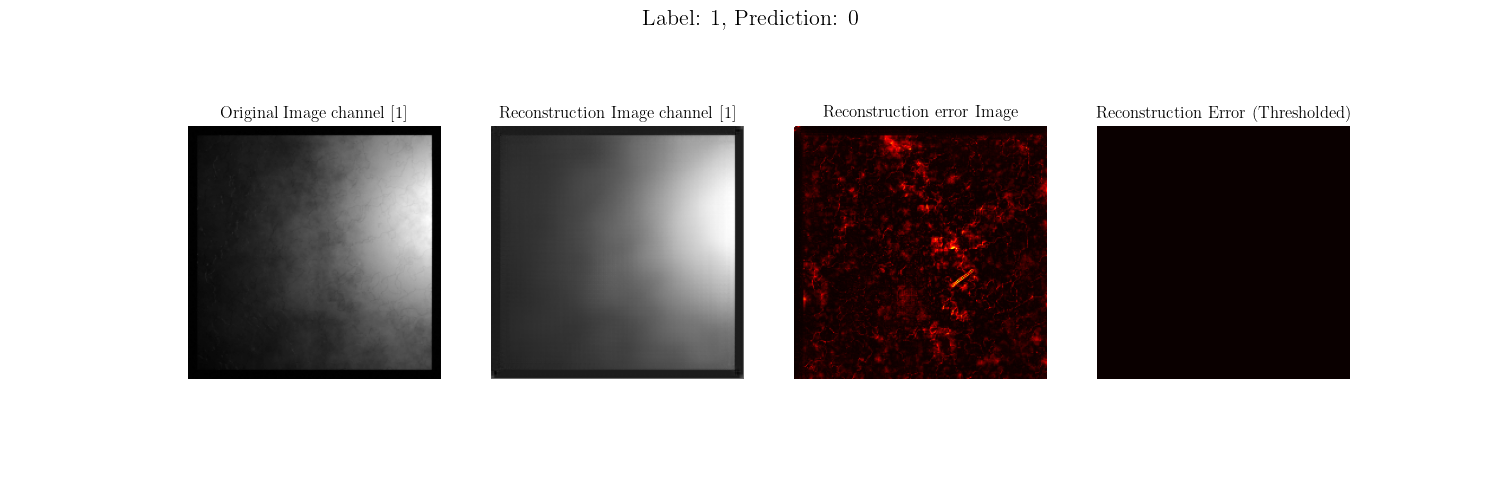 Label: 1, Prediction: 0
Original Image channel [1]
Reconstruction Image channel [1]
Reconstruction error Image
Reconstruction Error (Thresholded)